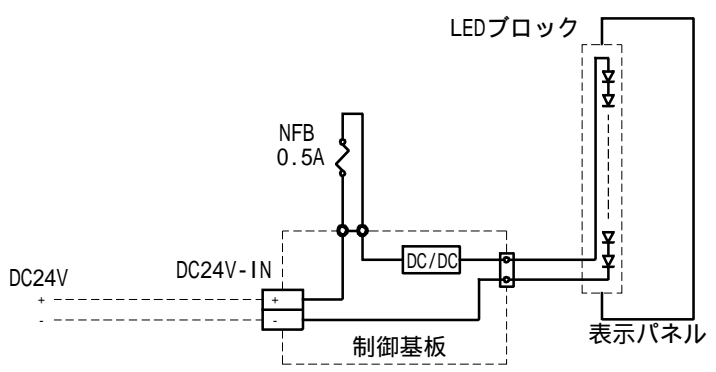 LEDブロック
NFB
0.5A
DC24V-IN
DC/DC
DC24V
+
-
+
-
制御基板
表示パネル